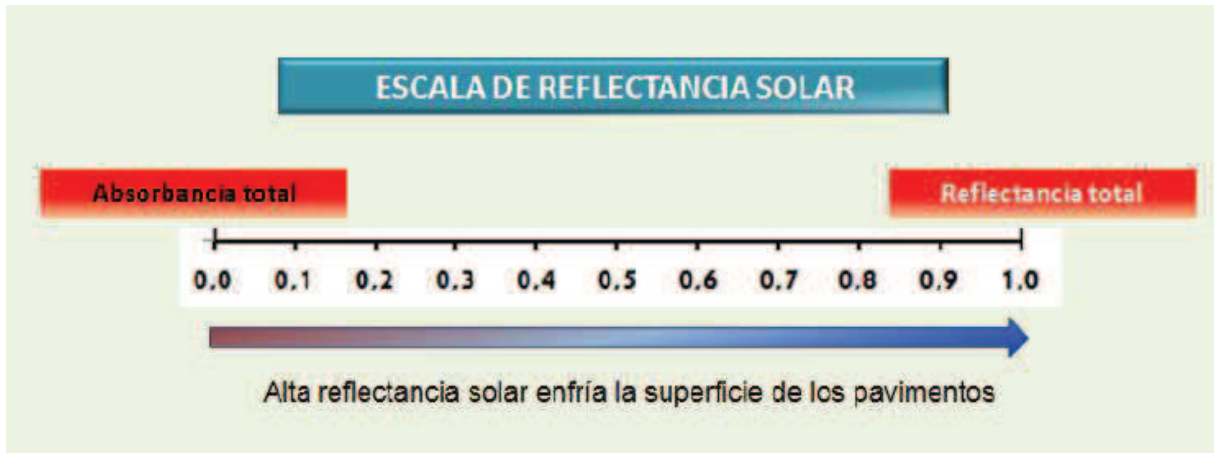 ESCALA DE REFLECTANCIA SOLAR
Absorbancia total
Reflectancia total
0,0 0,1 0,2 0,3 0,4 0,5 0,6 0,7 0,8 0,9 1.0
Alta reflectancia solar enfría la superficie de los pavimentos